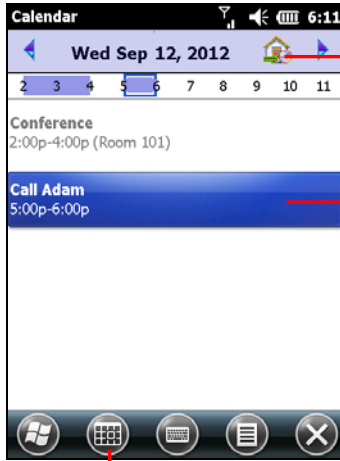 Calendar 6:11
Wed Sep 12, 2012
2 3 4 5 6 7 8 9 10 11
Conference
2:00p-4:00p (Room 101)
Call Adam
5:00p-6:00p